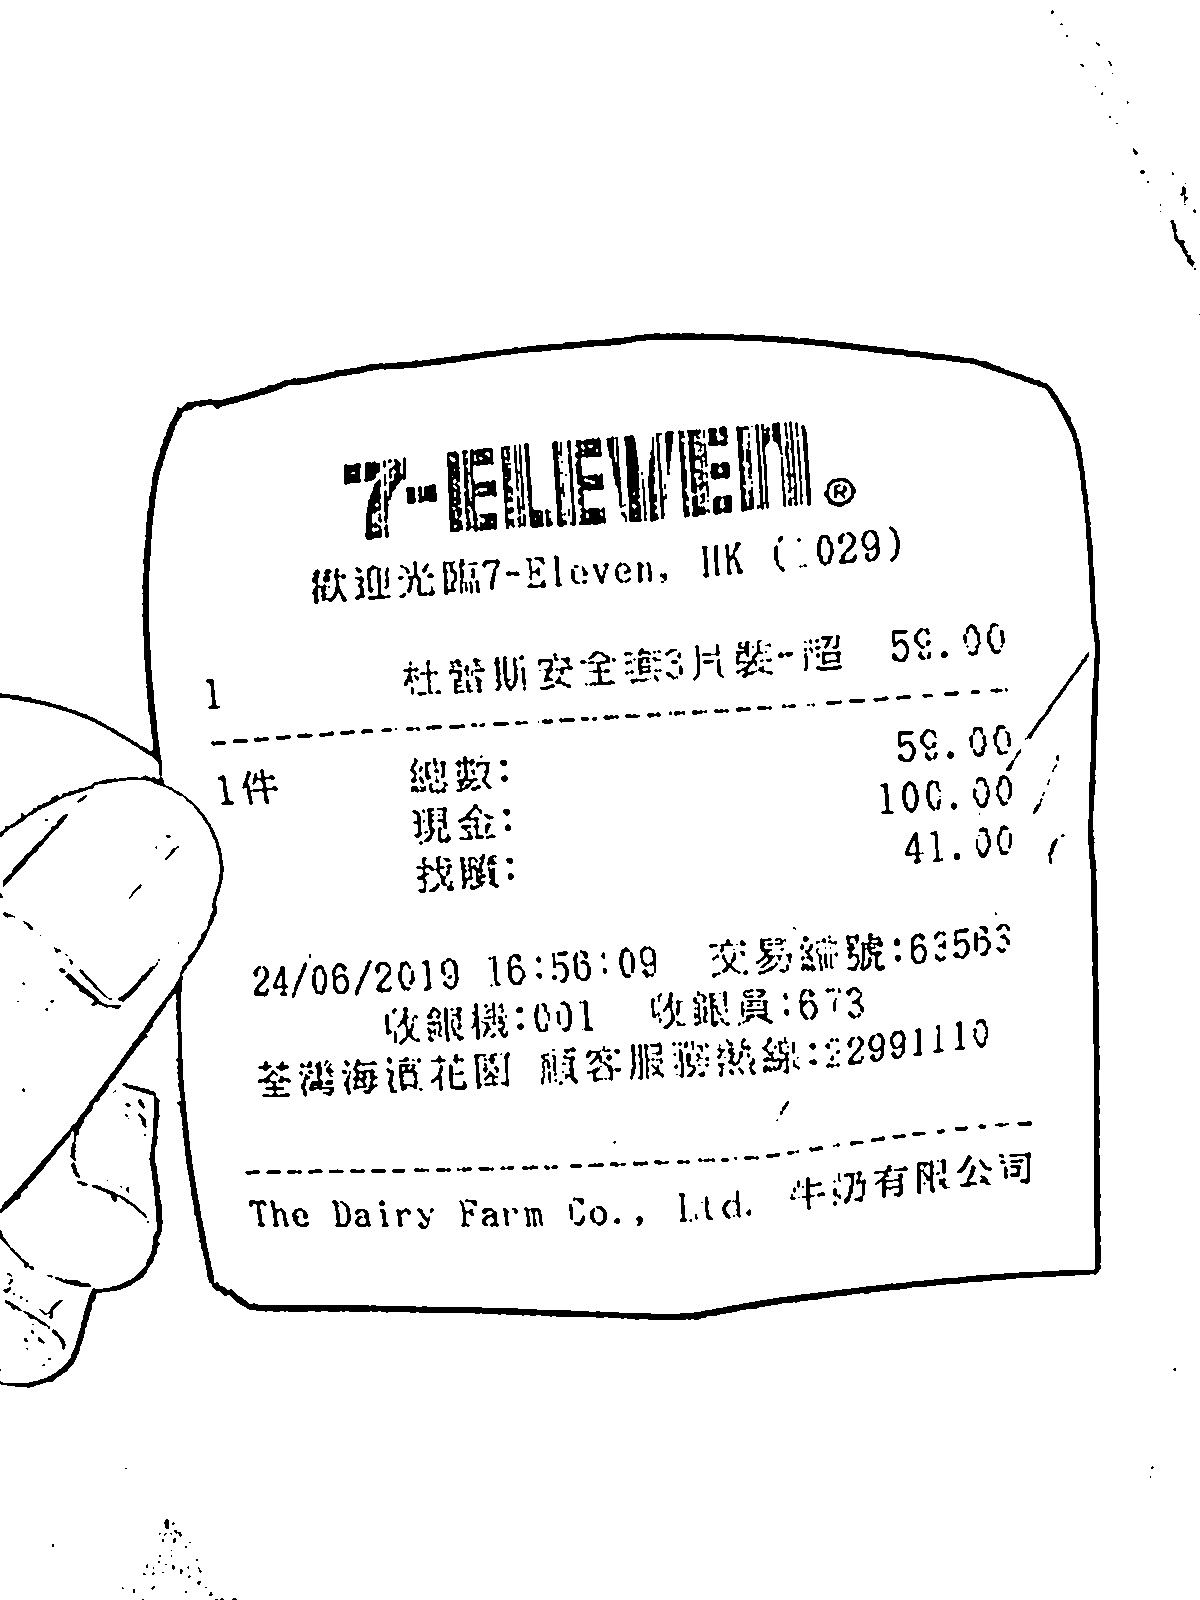 7-ELEVEN®
歡迎光臨7-Eleven, HK (1029)
1 杜蕾斯安全套3片裝-超 59.00
1件 總數: 59.00
現金: 100.00
找贖: 41.00
24/06/2019 16:56:09 交易編號:63563
收銀機:001 收銀員:673
荃灣海濱花園 顧客服務熱線:22991110
The Dairy Farm Co., Ltd. 牛奶有限公司